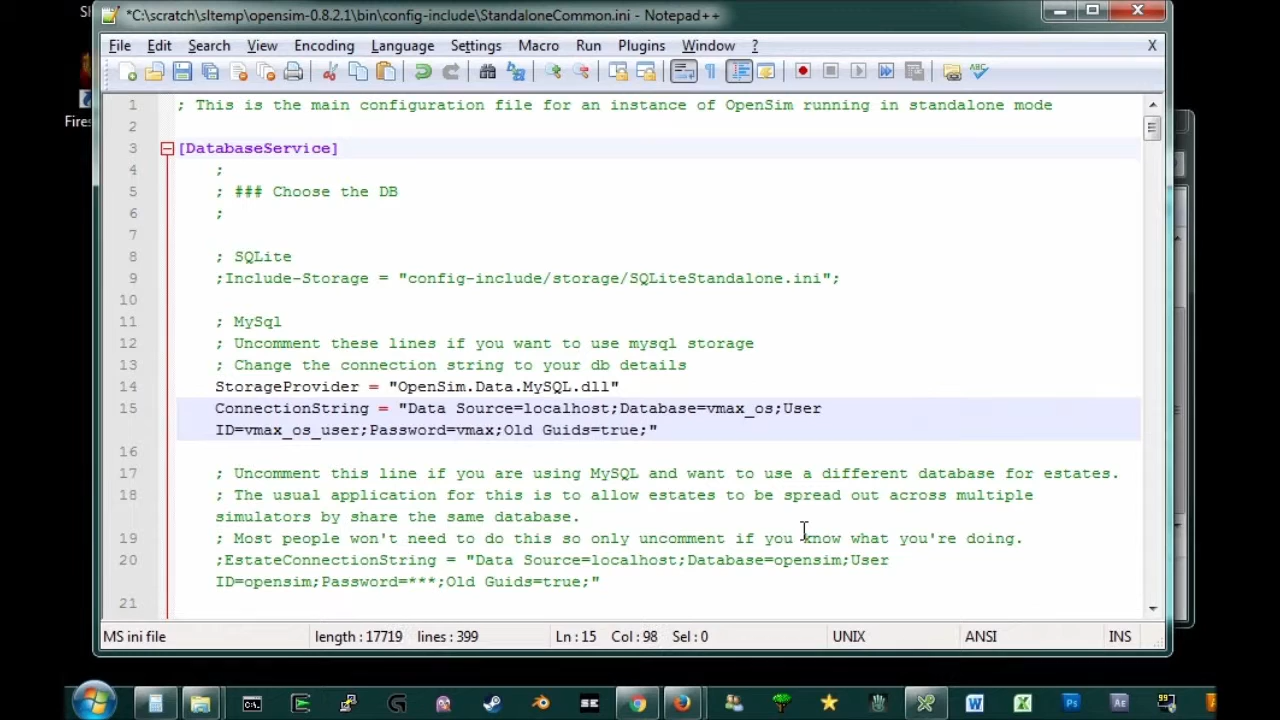 Sl
*C:\scratch\sltemp\opensim-0.8.2.1\bin\config-include\StandaloneCommon.ini - Notepad++
File Edit Search View Encoding Language Settings Macro Run Plugins Window ? X
Fires
1 ; This is the main configuration file for an instance of OpenSim running in standalone mode
2
3 [DatabaseService]
4 ;
5 ; ### Choose the DB
6 ;
7
8 ; SQLite
9 ;Include-Storage = "config-include/storage/SQLiteStandalone.ini";
10
11 ; MySql
12 ; Uncomment these lines if you want to use mysql storage
13 ; Change the connection string to your db details
14 StorageProvider = "OpenSim.Data.MySQL.dll"
15 ConnectionString = "Data Source=localhost;Database=vmax_os;User
ID=vmax_os_user;Password=vmax;Old Guids=true;"
16
17 ; Uncomment this line if you are using MySQL and want to use a different database for estates.
18 ; The usual application for this is to allow estates to be spread out across multiple
simulators by share the same database.
19 ; Most people won't need to do this so only uncomment if you know what you're doing.
20 ;EstateConnectionString = "Data Source=localhost;Database=opensim;User
ID=opensim;Password=***;Old Guids=true;"
21
MS ini file length : 17719 lines : 399 Ln : 15 Col : 98 Sel : 0 UNIX ANSI INS